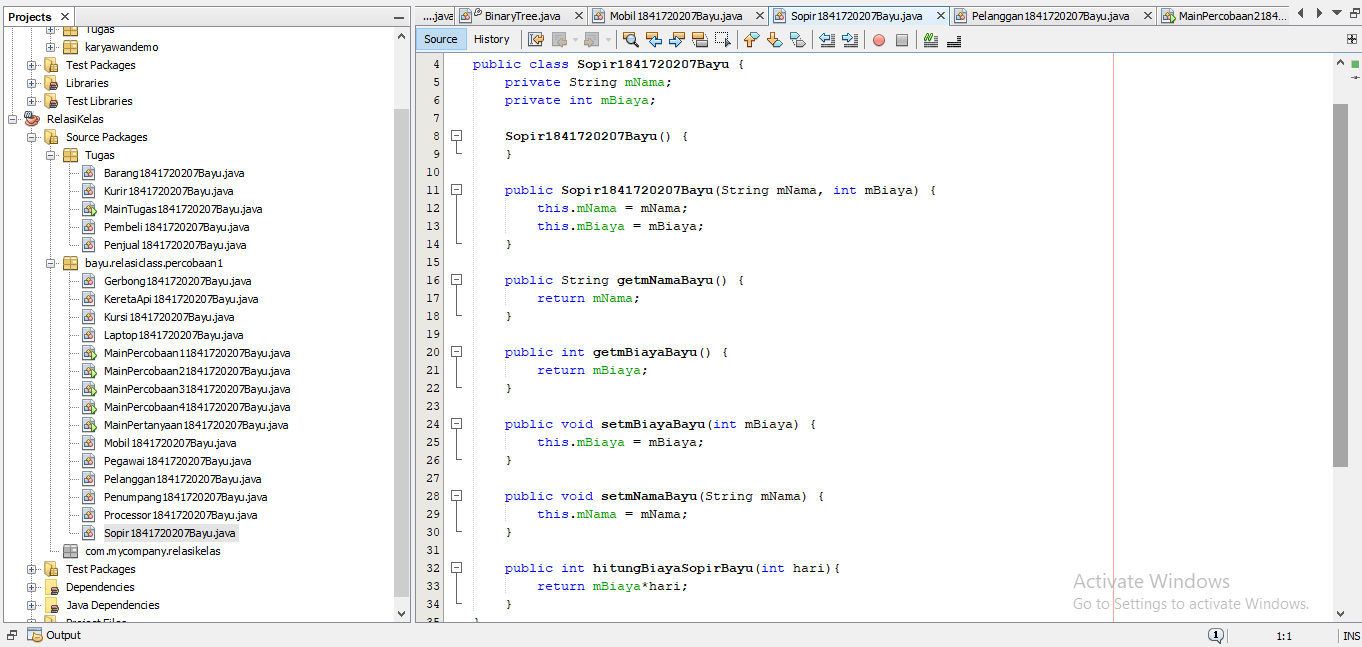 Projects
Tugas
karyawandemo
Test Packages
Libraries
Test Libraries
RelasiKelas
Source Packages
Tugas
Barang1841720207Bayu.java
Kurir1841720207Bayu.java
MainTugas1841720207Bayu.java
Pembeli1841720207Bayu.java
Penjual1841720207Bayu.java
bayu.relasiclass.percobaan1
Gerbong1841720207Bayu.java
KeretaApi1841720207Bayu.java
Kursi1841720207Bayu.java
Laptop1841720207Bayu.java
MainPercobaan11841720207Bayu.java
MainPercobaan21841720207Bayu.java
MainPercobaan31841720207Bayu.java
MainPercobaan41841720207Bayu.java
MainPertanyaan1841720207Bayu.java
Mobil1841720207Bayu.java
Pegawai1841720207Bayu.java
Pelanggan1841720207Bayu.java
Penumpang1841720207Bayu.java
Processor1841720207Bayu.java
Sopir1841720207Bayu.java
com.mycompany.relasikelas
Test Packages
Dependencies
Java Dependencies
Project Files
....java BinaryTree.java Mobil1841720207Bayu.java Sopir1841720207Bayu.java Pelanggan1841720207Bayu.java MainPercobaan2184...
Source History
4 public class Sopir1841720207Bayu {
5 private String mNama;
6 private int mBiaya;
7
8 Sopir1841720207Bayu() {
9 }
10
11 public Sopir1841720207Bayu(String mNama, int mBiaya) {
12 this.mNama = mNama;
13 this.mBiaya = mBiaya;
14 }
15
16 public String getmNamaBayu() {
17 return mNama;
18 }
19
20 public int getmBiayaBayu() {
21 return mBiaya;
22 }
23
24 public void setmBiayaBayu(int mBiaya) {
25 this.mBiaya = mBiaya;
26 }
27
28 public void setmNamaBayu(String mNama) {
29 this.mNama = mNama;
30 }
31
32 public int hitungBiayaSopirBayu(int hari){
33 return mBiaya*hari;
34 }
35 }
Activate Windows
Go to Settings to activate Windows.
Output
1
1:1
INS